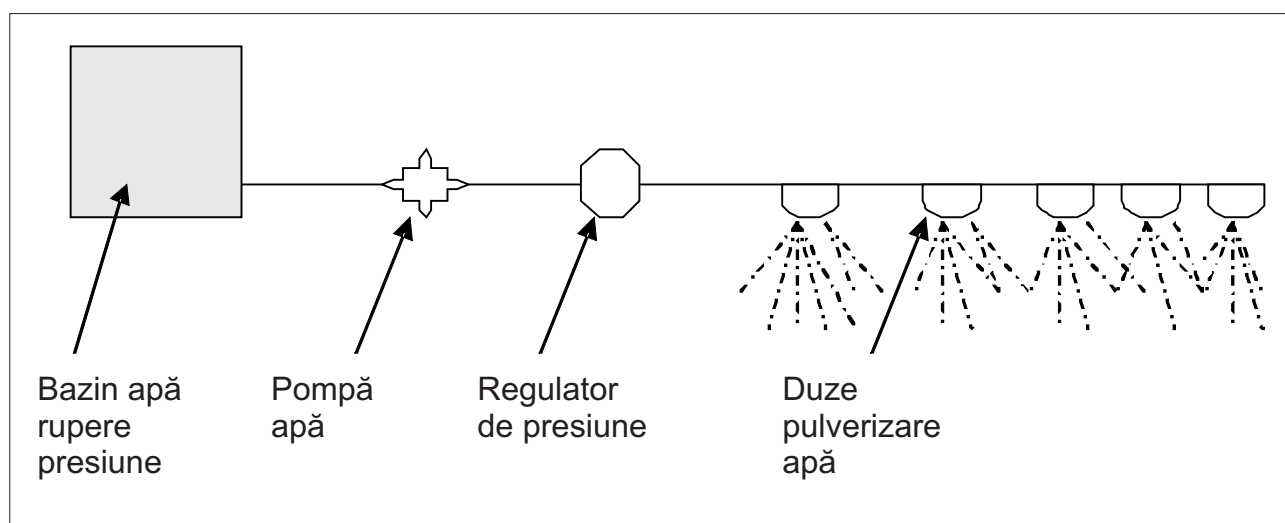 Bazin apă
rupere
presiune
Pompă
apă
Regulator
de presiune
Duze
pulverizare
apă